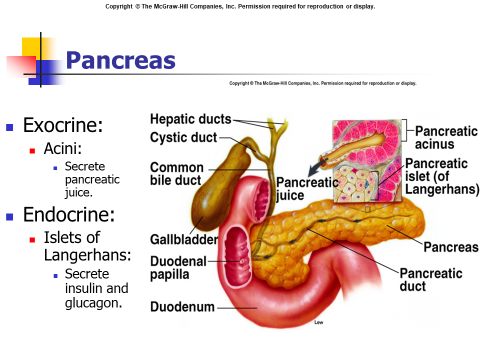 Copyright © The McGraw-Hill Companies, Inc. Permission required for reproduction or display.
Pancreas
Copyright © The McGraw-Hill Companies, Inc. Permission required for reproduction or display.
Exocrine:
Acini:
Secrete
pancreatic
juice.
Endocrine:
Islets of
Langerhans:
Secrete
insulin and
glucagon.
Hepatic ducts
Cystic duct
Common
bile duct
Gallbladder
Duodenal
papilla
Duodenum
Pancreatic
juice
Pancreatic
acinus
Pancreatic
islet (of
Langerhans)
Pancreas
Pancreatic
duct
Lew